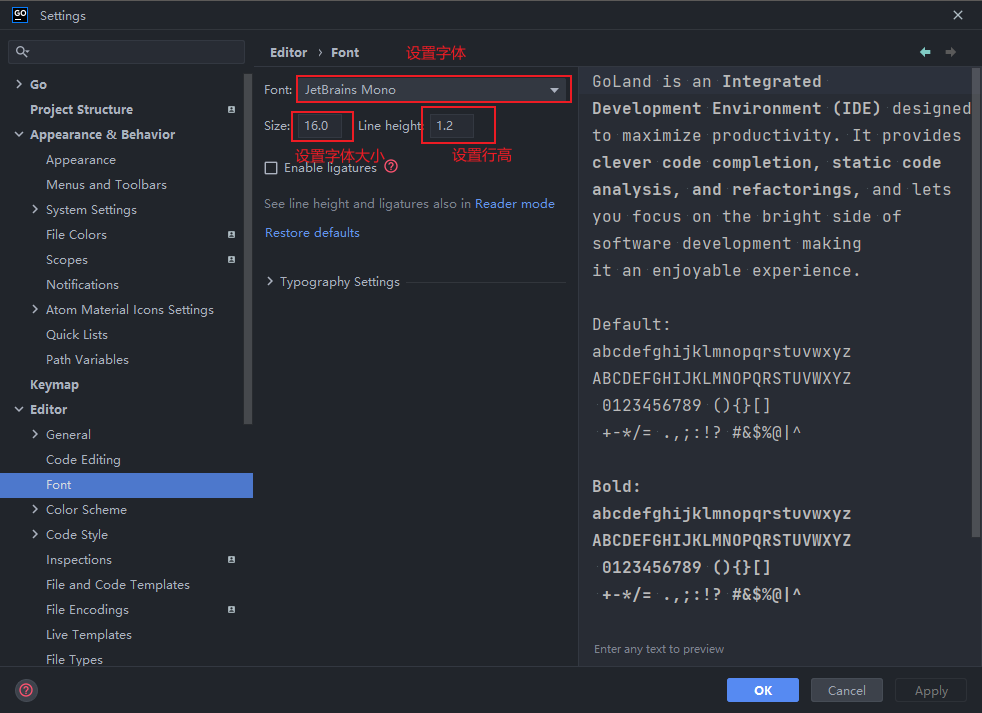 GO Settings
Editor › Font 设置字体
Go
Project Structure
Appearance & Behavior
Appearance
Menus and Toolbars
System Settings
File Colors
Scopes
Notifications
Atom Material Icons Settings
Quick Lists
Path Variables
Keymap
Editor
General
Code Editing
Font
Color Scheme
Code Style
Inspections
File and Code Templates
File Encodings
Live Templates
File Types
Font: JetBrains Mono
Size: 16.0 Line height: 1.2
设置字体大小 设置行高
Enable ligatures ?
See line height and ligatures also in Reader mode
Restore defaults
Typography Settings
GoLand is an Integrated
Development Environment (IDE) designed
to maximize productivity. It provides
clever code completion, static code
analysis, and refactorings, and lets
you focus on the bright side of
software development making
it an enjoyable experience.
Default:
abcdefghijklmnopqrstuvwxyz
ABCDEFGHIJKLMNOPQRSTUVWXYZ
0123456789 (){}[]
+-*/= .,;:!? #&$%@|^
Bold:
abcdefghijklmnopqrstuvwxyz
ABCDEFGHIJKLMNOPQRSTUVWXYZ
0123456789 (){}[]
+-*/= .,;:!? #&$%@|^
Enter any text to preview
? OK Cancel Apply